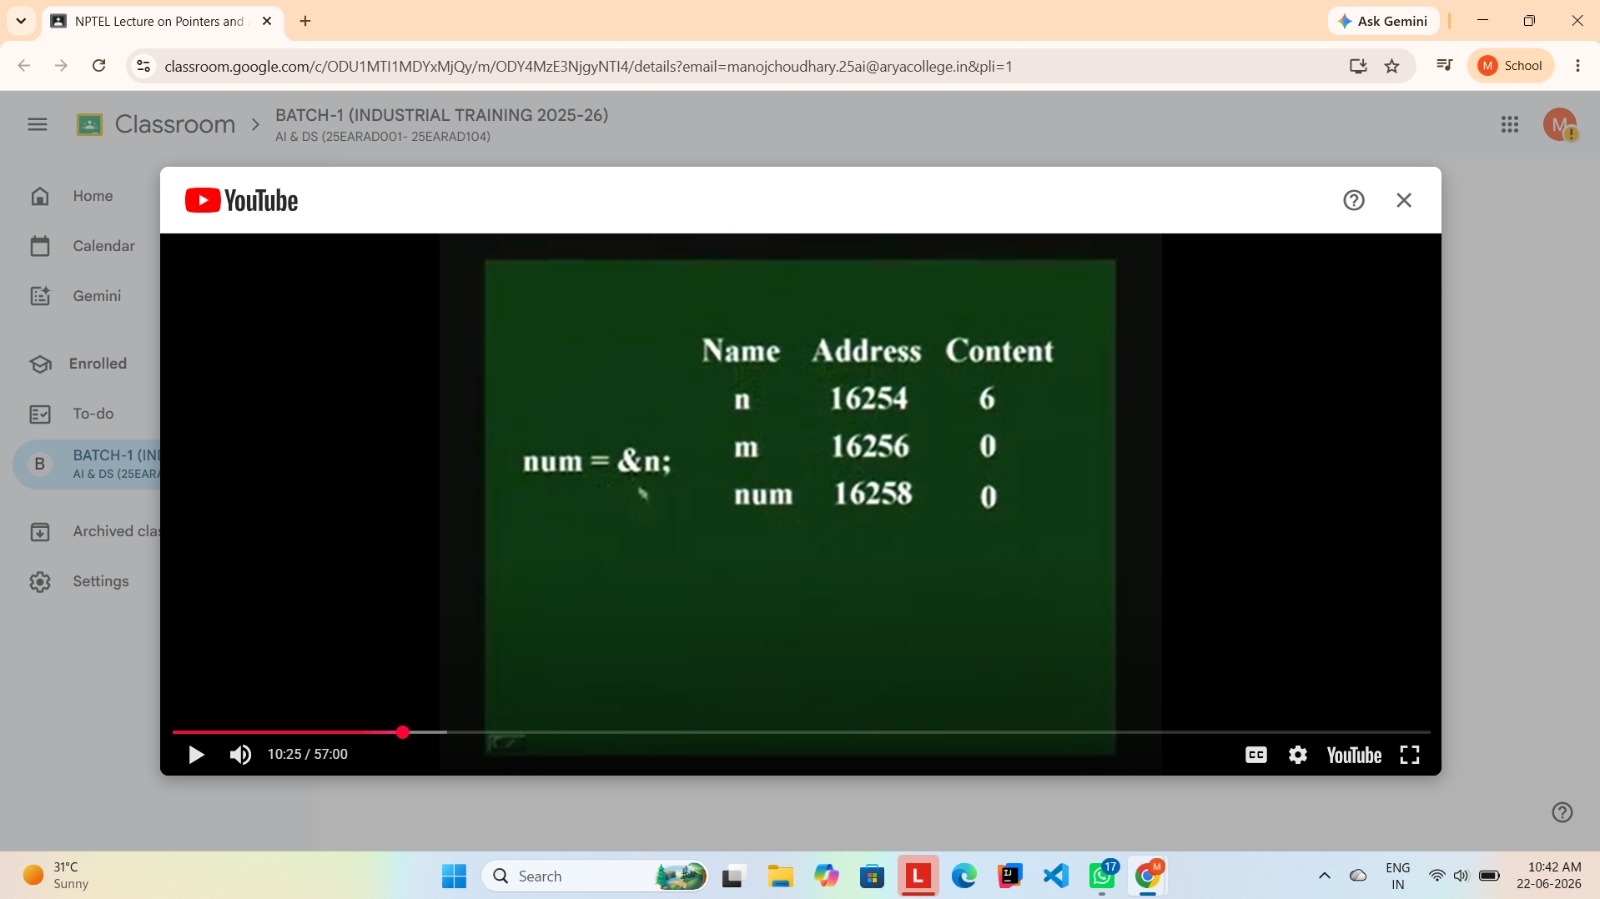 NPTEL Lecture on Pointers and
Ask Gemini
classroom.google.com/c/ODU1MTI1MDYxMjQy/m/ODY4MzE3NjgyNTI4/details?email=manojchoudhary.25ai@aryacollege.in&pli=1
M School
Classroom
BATCH-1 (INDUSTRIAL TRAINING 2025-26)
AI & DS (25EARAD001- 25EARAD104)
M
Home
Calendar
Gemini
Enrolled
To-do
B BATCH-1 (IN
AI & DS (25EAR
Archived cla
Settings
YouTube
Name Address Content
n 16254 6
m 16256 0
num = &n;
num 16258 0
10:25 / 57:00
CC YouTube
31°C
Sunny
Search
L
IJ
17
M
ENG
IN
10:42 AM
22-06-2026